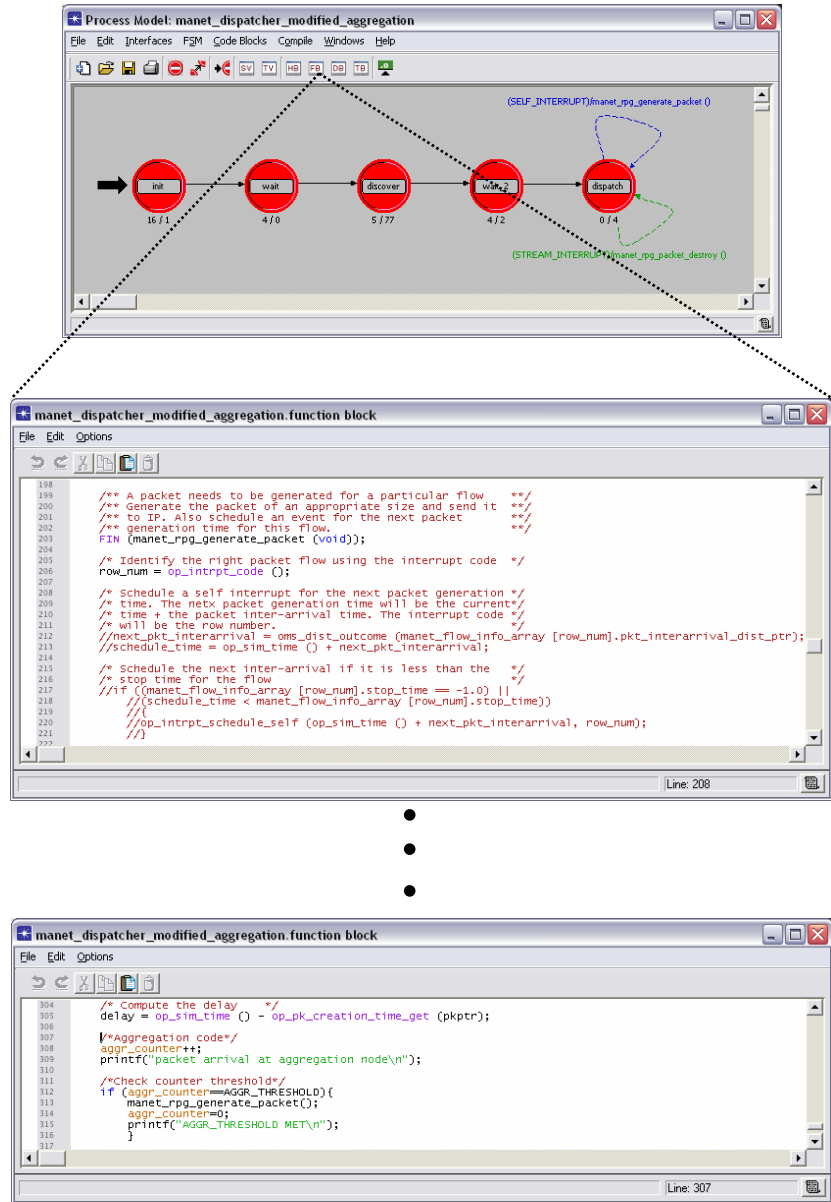 Process Model: manet_dispatcher_modified_aggregation
File Edit Interfaces FSM Code Blocks Compile Windows Help
SV TV HB FB DB TB
(SELF_INTERRUPT)/manet_rpg_generate_packet ()
init wait discover wait_2 dispatch
16 / 1 4 / 0 5 / 77 4 / 2 0 / 4
(STREAM_INTERRUPT)/manet_rpg_packet_destroy ()
manet_dispatcher_modified_aggregation.function block
File Edit Options
198
199 /** A packet needs to be generated for a particular flow **/
200 /** Generate the packet of an appropriate size and send it **/
201 /** to IP. Also schedule an event for the next packet **/
202 /** generation time for this flow. **/
203 FIN (manet_rpg_generate_packet (void));
204
205 /* Identify the right packet flow using the interrupt code */
206 row_num = op_intrpt_code ();
207
208 /* Schedule a self interrupt for the next packet generation */
209 /* time. The netx packet generation time will be the current*/
210 /* time + the packet inter-arrival time. The interrupt code */
211 /* will be the row number. */
212 //next_pkt_interarrival = oms_dist_outcome (manet_flow_info_array [row_num].pkt_interarrival_dist_ptr);
213 //schedule_time = op_sim_time () + next_pkt_interarrival;
214
215 /* Schedule the next inter-arrival if it is less than the */
216 /* stop time for the flow */
217 //if ((manet_flow_info_array [row_num].stop_time == -1.0) ||
218 //(schedule_time < manet_flow_info_array [row_num].stop_time))
219 //{
220 //op_intrpt_schedule_self (op_sim_time () + next_pkt_interarrival, row_num);
221 //}
222
Line: 208
manet_dispatcher_modified_aggregation.function block
File Edit Options
304 /* Compute the delay */
305 delay = op_sim_time () - op_pk_creation_time_get (pkptr);
306
307 /*Aggregation code*/
308 aggr_counter++;
309 printf("packet arrival at aggregation node\n");
310
311 /*Check counter threshold*/
312 if (aggr_counter==AGGR_THRESHOLD){
313 manet_rpg_generate_packet();
314 aggr_counter=0;
315 printf("AGGR_THRESHOLD MET\n");
316 }
317
Line: 307